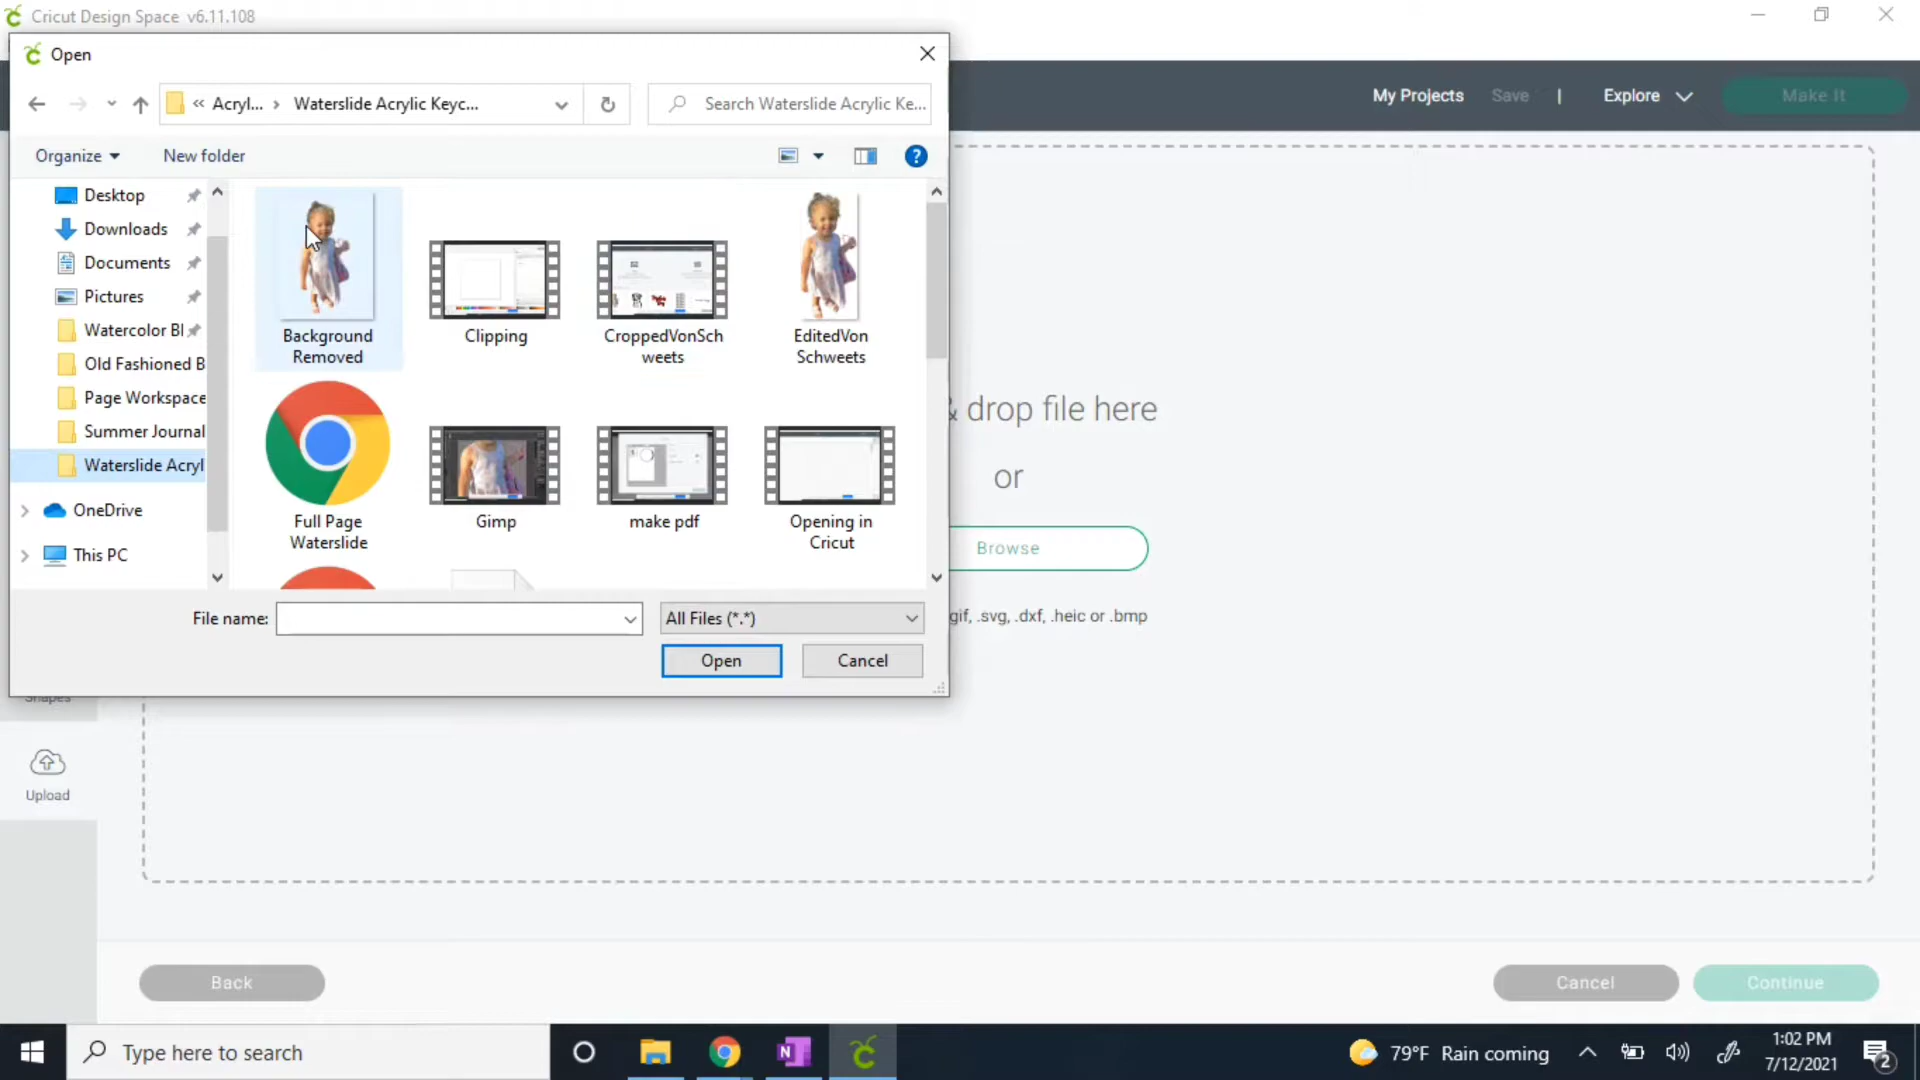 Cricut Design Space v6.11.108
Open
« Acryl... › Waterslide Acrylic Keyc...
Search Waterslide Acrylic Ke...
My Projects
Save
|
Explore
Make It
Organize
New folder
Desktop
Downloads
Documents
Pictures
Watercolor Bl
Old Fashioned B
Page Workspace
Summer Journal
Waterslide Acryl
OneDrive
This PC
Background
Removed
Clipping
CroppedVonSch
weets
EditedVon
Schweets
Full Page
Waterslide
Gimp
make pdf
Opening in
Cricut
& drop file here
or
Browse
gif, .svg, .dxf, .heic or .bmp
File name:
All Files (*.*)
Open
Cancel
Shapes
Upload
Back
Cancel
Continue
Type here to search
79°F Rain coming
1:02 PM
7/12/2021
2